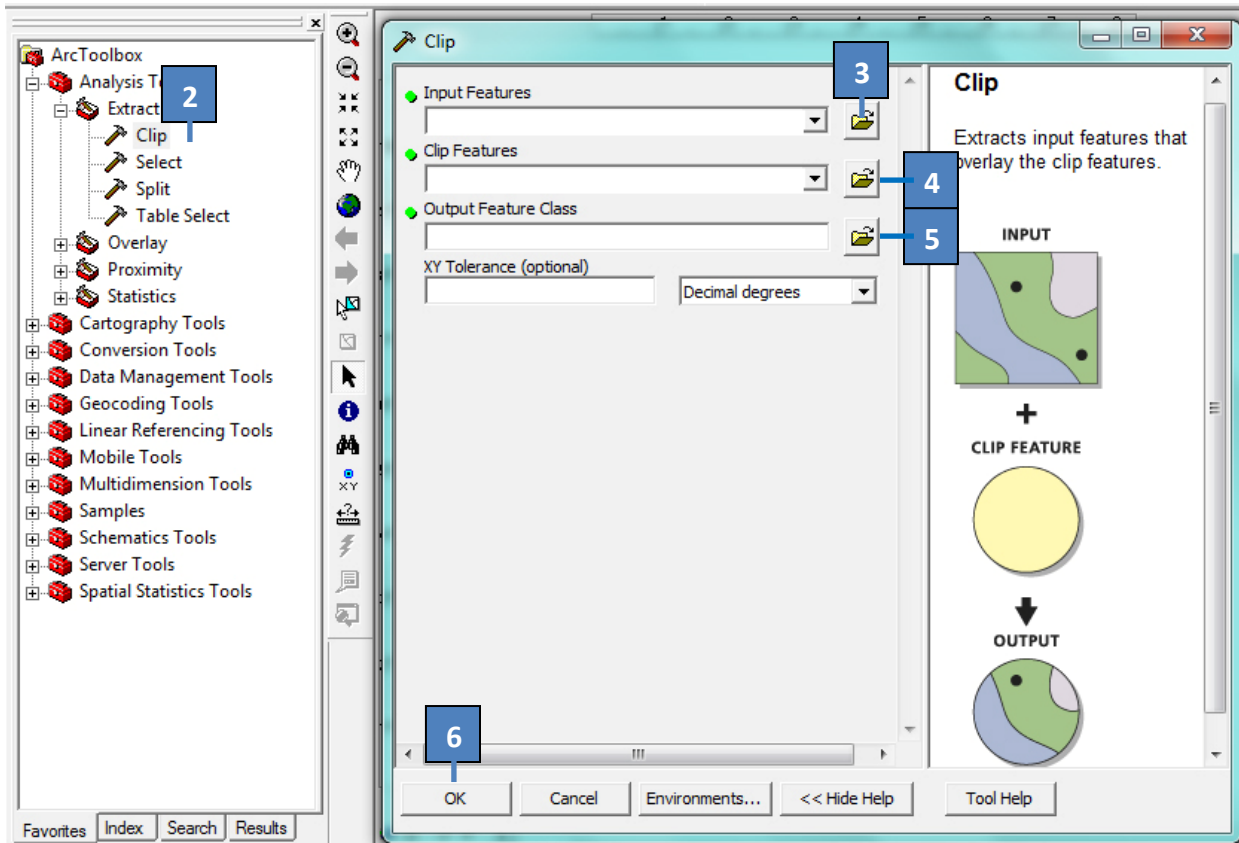 ArcToolbox
Analysis T
2
Extract
Clip
Select
Split
Table Select
Overlay
Proximity
Statistics
Cartography Tools
Conversion Tools
Data Management Tools
Geocoding Tools
Linear Referencing Tools
Mobile Tools
Multidimension Tools
Samples
Schematics Tools
Server Tools
Spatial Statistics Tools
Favorites Index Search Results
XY
Clip
3
Input Features
Clip Features
4
Output Feature Class
5
XY Tolerance (optional)
Decimal degrees
6
OK Cancel Environments... << Hide Help Tool Help
Clip
Extracts input features that
overlay the clip features.
INPUT
+
CLIP FEATURE
OUTPUT